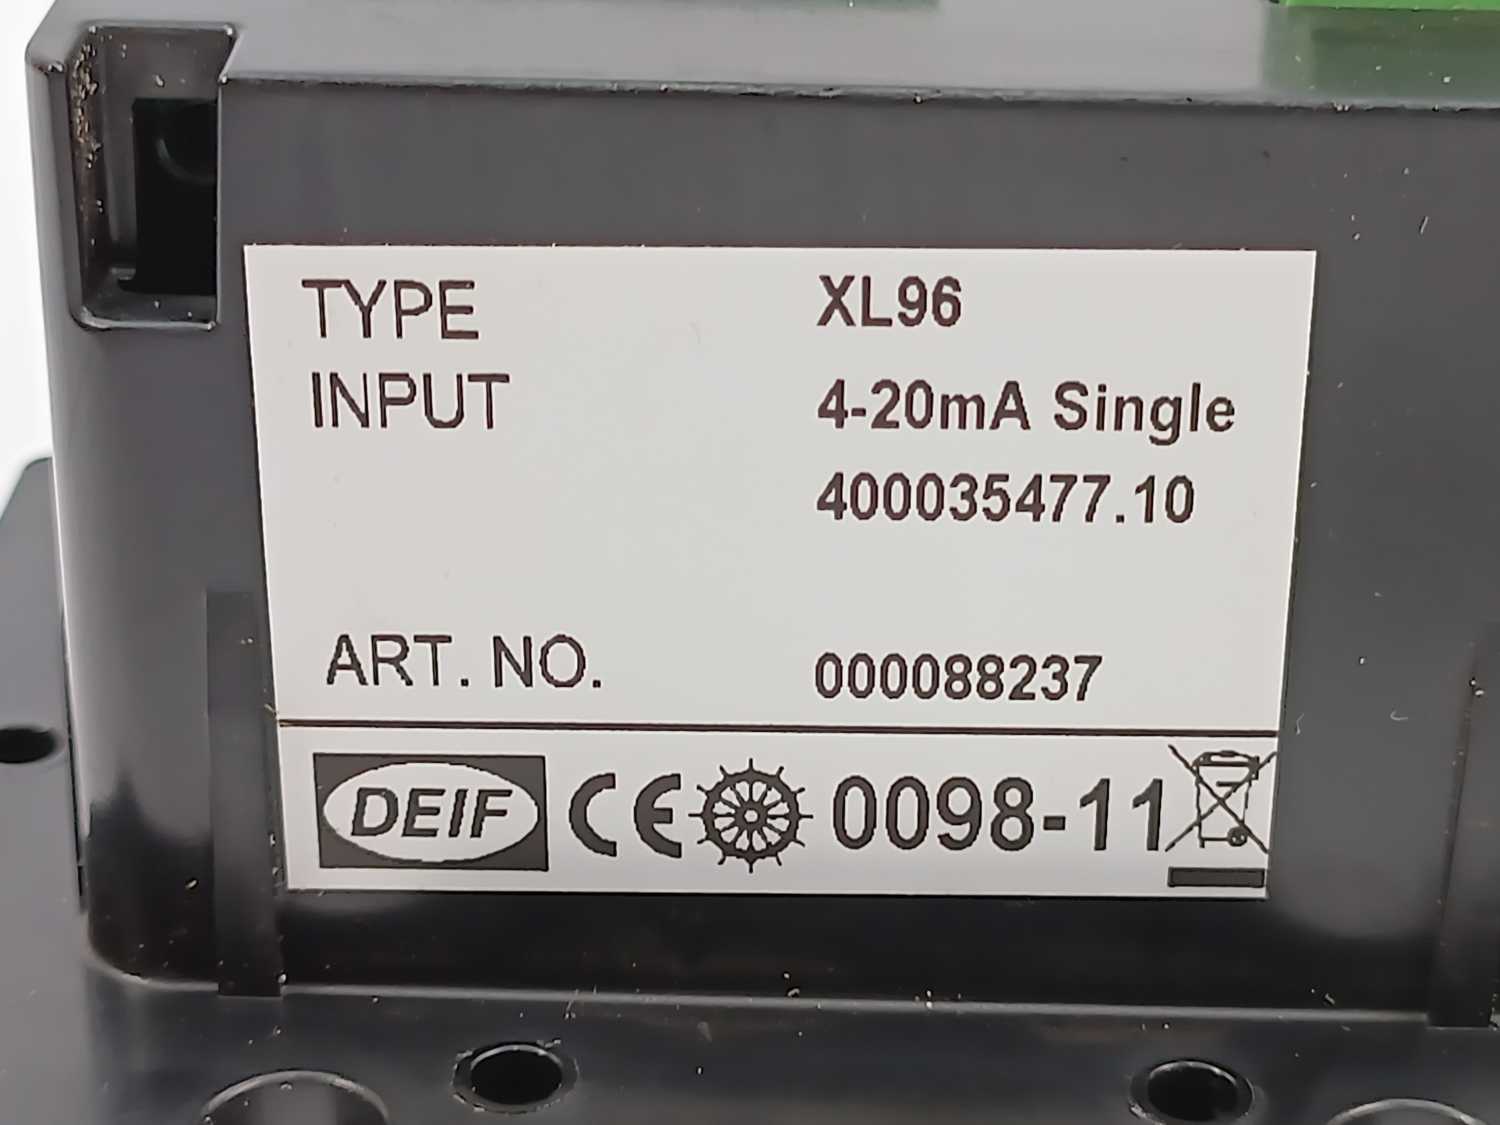 TYPE XL96
INPUT 4-20mA Single
400035477.10
ART. NO. 000088237
DEIF CE 0098-11